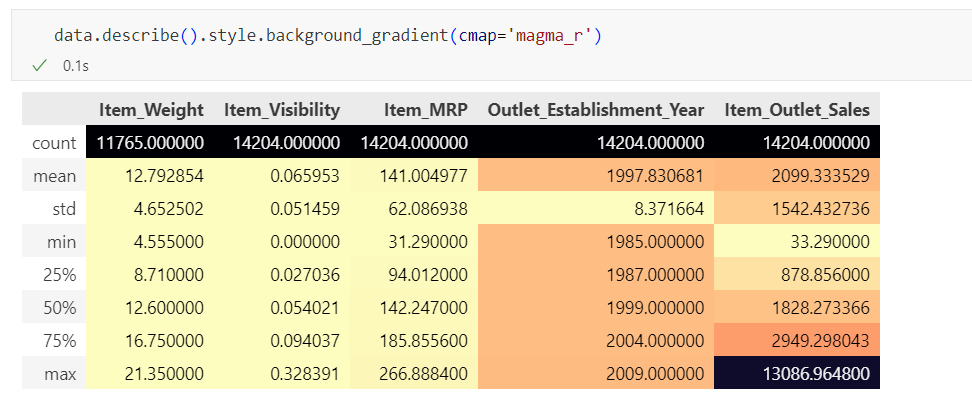 data.describe().style.background_gradient(cmap='magma_r')
0.1s
Item_Weight Item_Visibility Item_MRP Outlet_Establishment_Year Item_Outlet_Sales
count 11765.000000 14204.000000 14204.000000 14204.000000 14204.000000
mean 12.792854 0.065953 141.004977 1997.830681 2099.333529
std 4.652502 0.051459 62.086938 8.371664 1542.432736
min 4.555000 0.000000 31.290000 1985.000000 33.290000
25% 8.710000 0.027036 94.012000 1987.000000 878.856000
50% 12.600000 0.054021 142.247000 1999.000000 1828.273366
75% 16.750000 0.094037 185.855600 2004.000000 2949.298043
max 21.350000 0.328391 266.888400 2009.000000 13086.964800